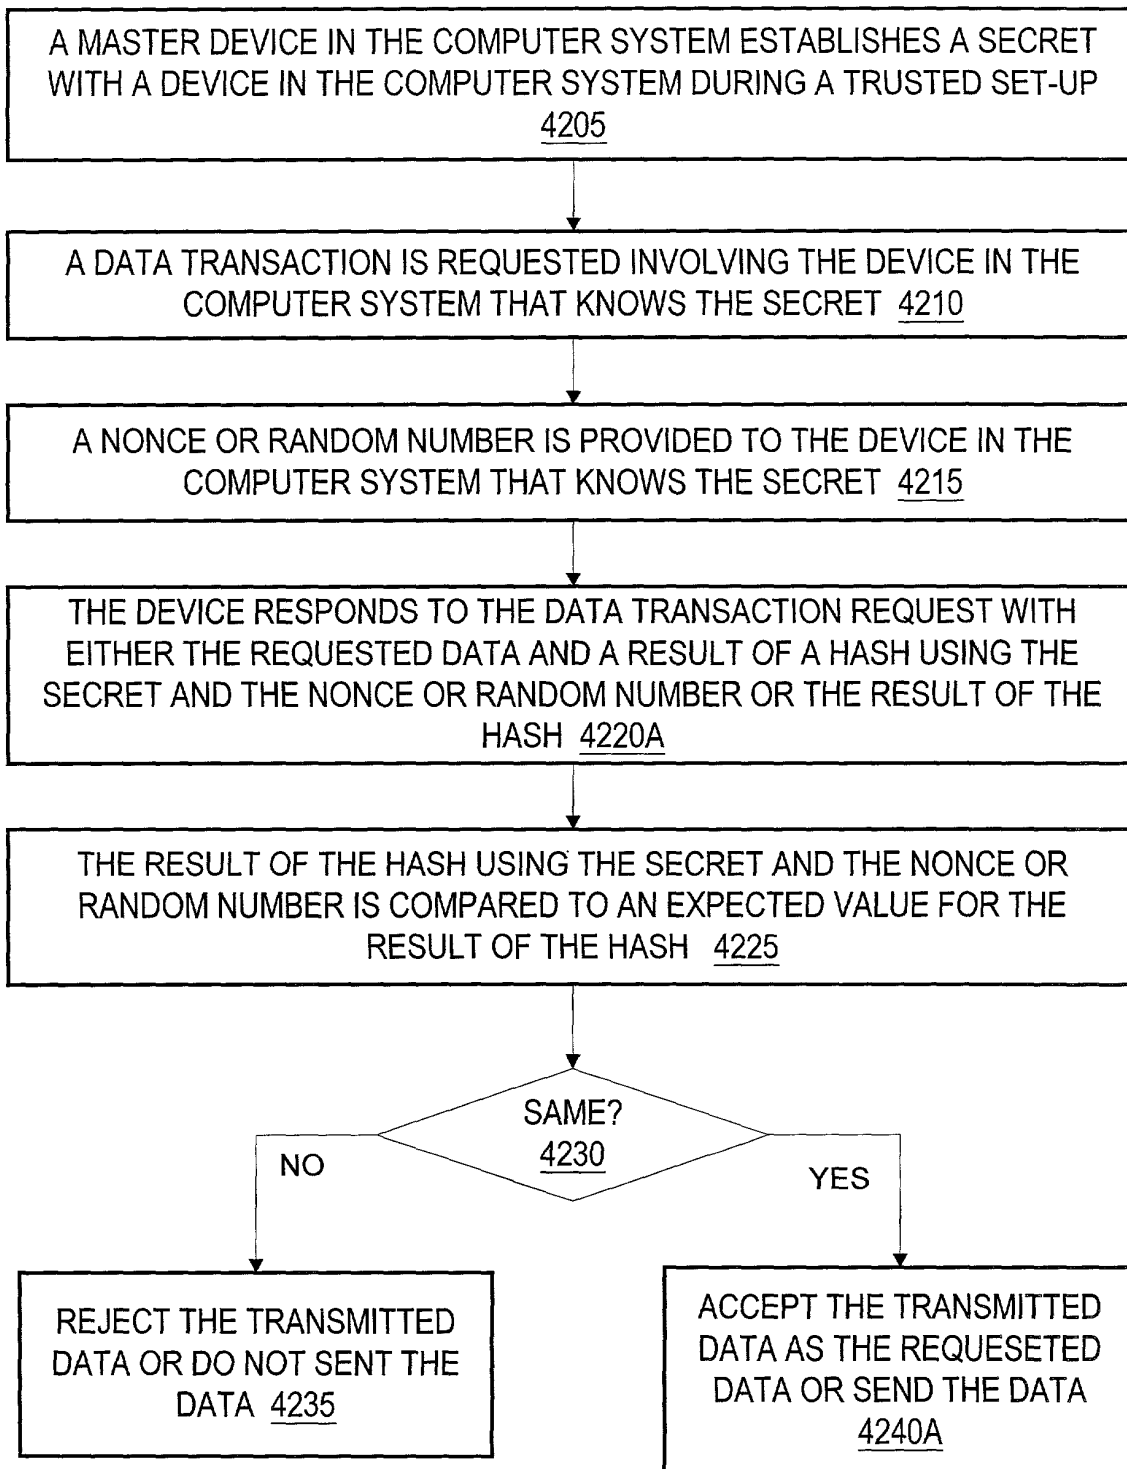 A MASTER DEVICE IN THE COMPUTER SYSTEM ESTABLISHES A SECRET
WITH A DEVICE IN THE COMPUTER SYSTEM DURING A TRUSTED SET-UP
4205
A DATA TRANSACTION IS REQUESTED INVOLVING THE DEVICE IN THE
COMPUTER SYSTEM THAT KNOWS THE SECRET 4210
A NONCE OR RANDOM NUMBER IS PROVIDED TO THE DEVICE IN THE
COMPUTER SYSTEM THAT KNOWS THE SECRET 4215
THE DEVICE RESPONDS TO THE DATA TRANSACTION REQUEST WITH
EITHER THE REQUESTED DATA AND A RESULT OF A HASH USING THE
SECRET AND THE NONCE OR RANDOM NUMBER OR THE RESULT OF THE
HASH 4220A
THE RESULT OF THE HASH USING THE SECRET AND THE NONCE OR
RANDOM NUMBER IS COMPARED TO AN EXPECTED VALUE FOR THE
RESULT OF THE HASH 4225
SAME?
4230
NO
YES
REJECT THE TRANSMITTED
DATA OR DO NOT SENT THE
DATA 4235
ACCEPT THE TRANSMITTED
DATA AS THE REQUESETED
DATA OR SEND THE DATA
4240A